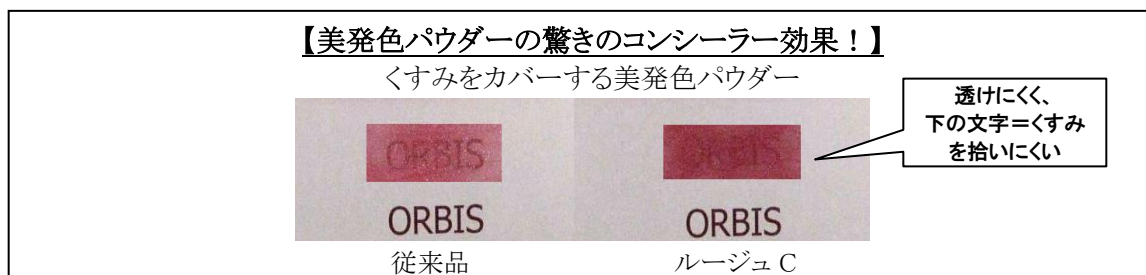 【美発色パウダーの驚きのコンシーラー効果！】
くすみをカバーする美発色パウダー
透けにくく、
下の文字＝くすみ
を拾いにくい
ORBIS
ORBIS
ORBIS
ORBIS
従来品
ルージュ C